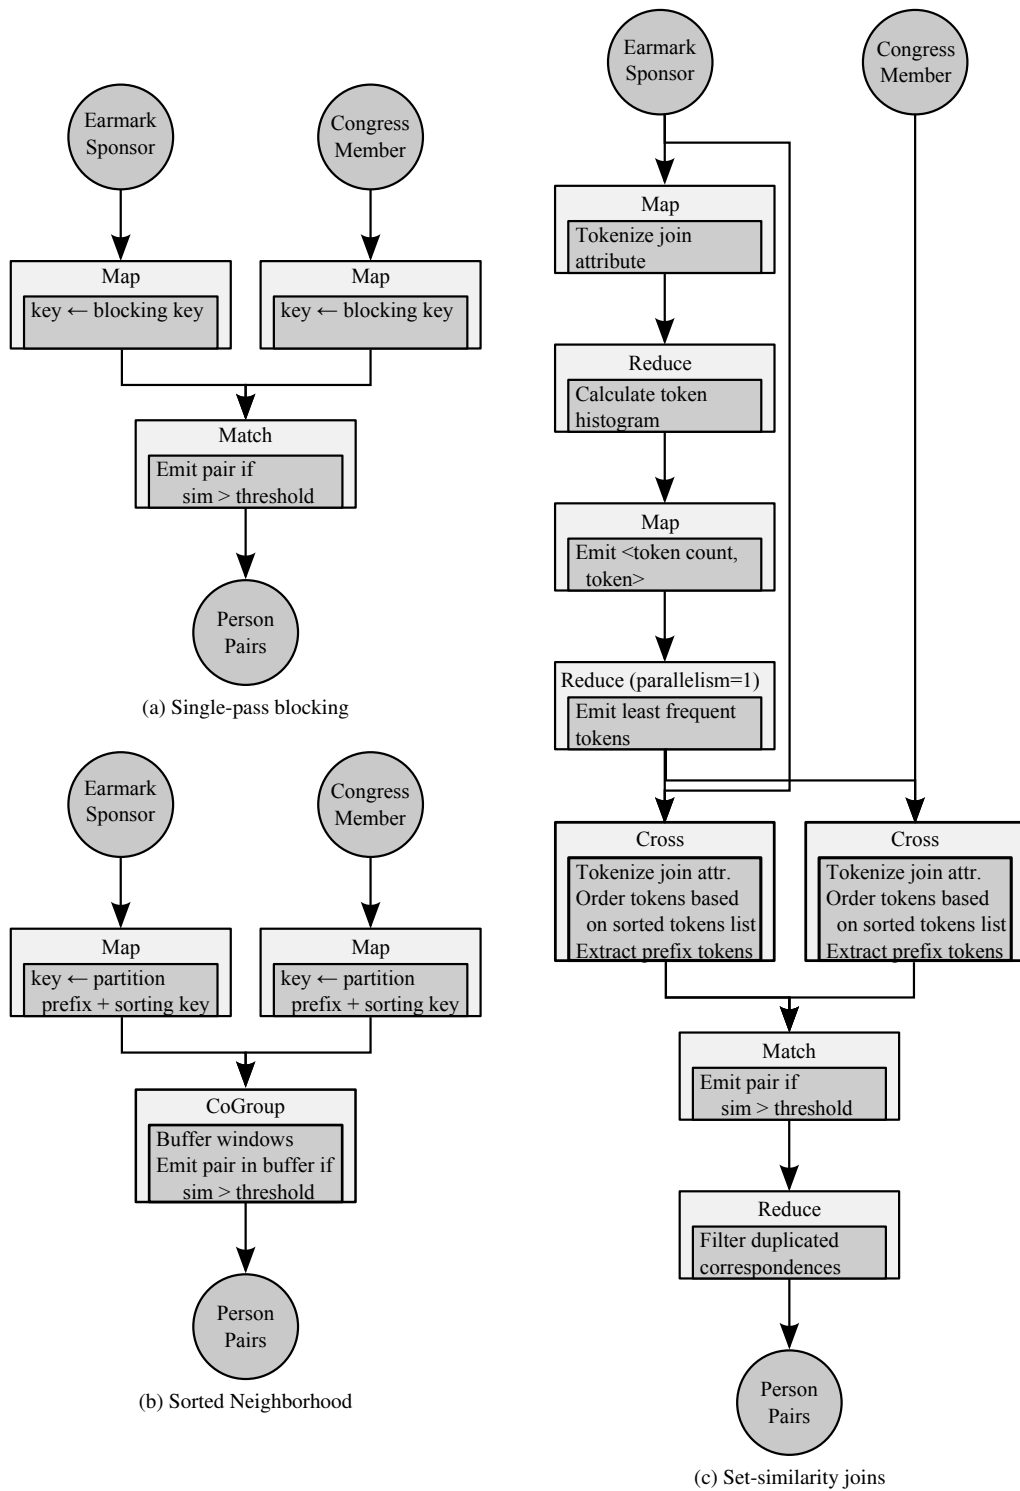 Earmark
Sponsor
Congress
Member
Map
key ← blocking key
Map
key ← blocking key
Match
Emit pair if
sim > threshold
Person
Pairs
(a) Single-pass blocking
Earmark
Sponsor
Congress
Member
Map
key ← partition
prefix + sorting key
Map
key ← partition
prefix + sorting key
CoGroup
Buffer windows
Emit pair in buffer if
sim > threshold
Person
Pairs
(b) Sorted Neighborhood
Earmark
Sponsor
Congress
Member
Map
Tokenize join
attribute
Reduce
Calculate token
histogram
Map
Emit <token count,
token>
Reduce (parallelism=1)
Emit least frequent
tokens
Cross
Tokenize join attr.
Order tokens based
on sorted tokens list
Extract prefix tokens
Cross
Tokenize join attr.
Order tokens based
on sorted tokens list
Extract prefix tokens
Match
Emit pair if
sim > threshold
Reduce
Filter duplicated
correspondences
Person
Pairs
(c) Set-similarity joins